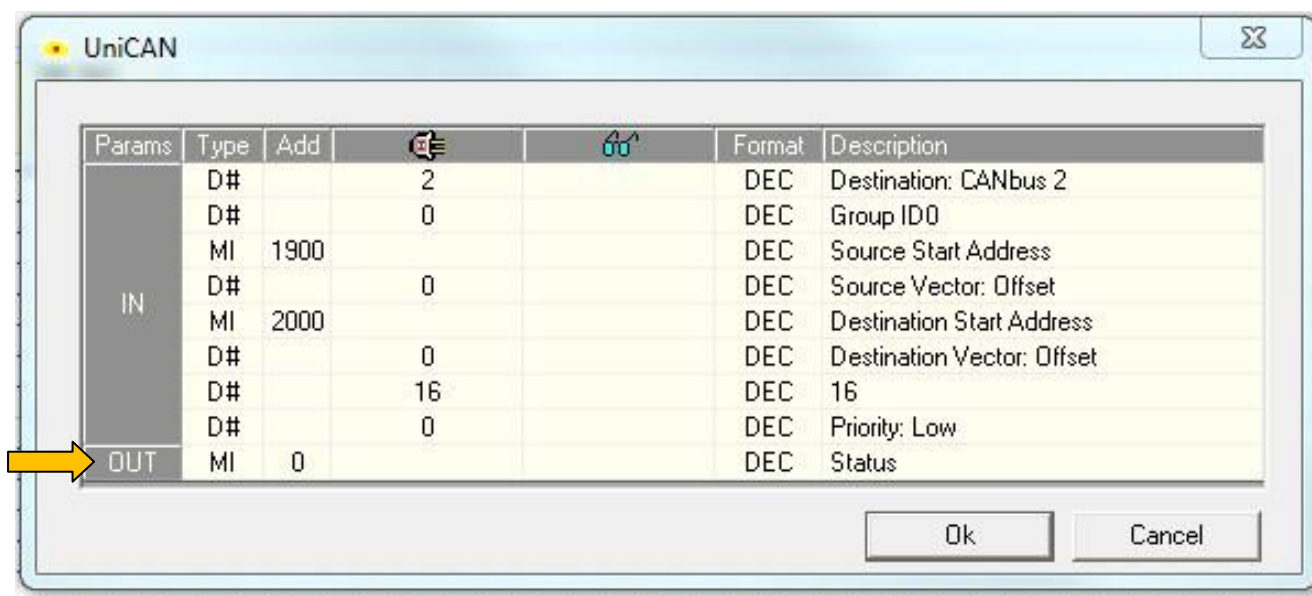 UniCAN
Params Type Add Format Description
D# 2 DEC Destination: CANbus 2
D# 0 DEC Group ID0
MI 1900 DEC Source Start Address
D# 0 DEC Source Vector: Offset
IN
MI 2000 DEC Destination Start Address
D# 0 DEC Destination Vector: Offset
D# 16 DEC 16
D# 0 DEC Priority: Low
OUT MI 0 DEC Status
Ok Cancel